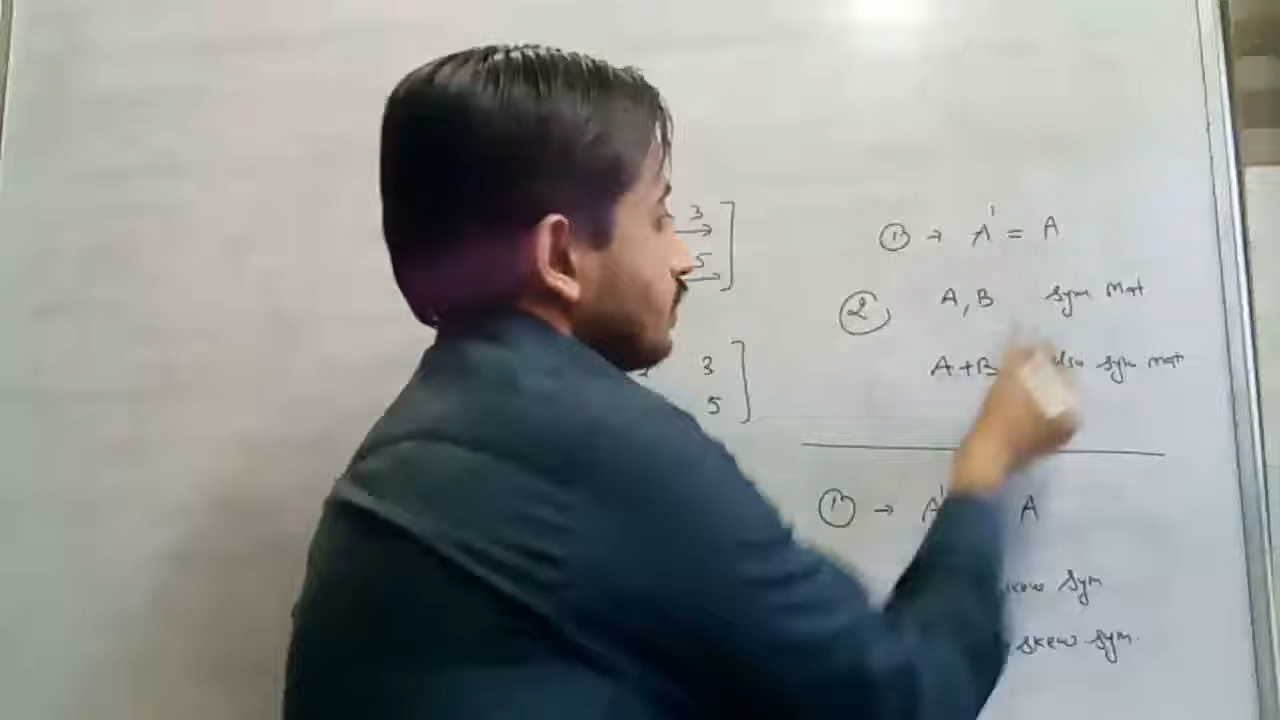 3
5
3
5
① → A' = A
② A, B sym mat
A+B also sym mat
① → A' A
skew sym
skew sym.